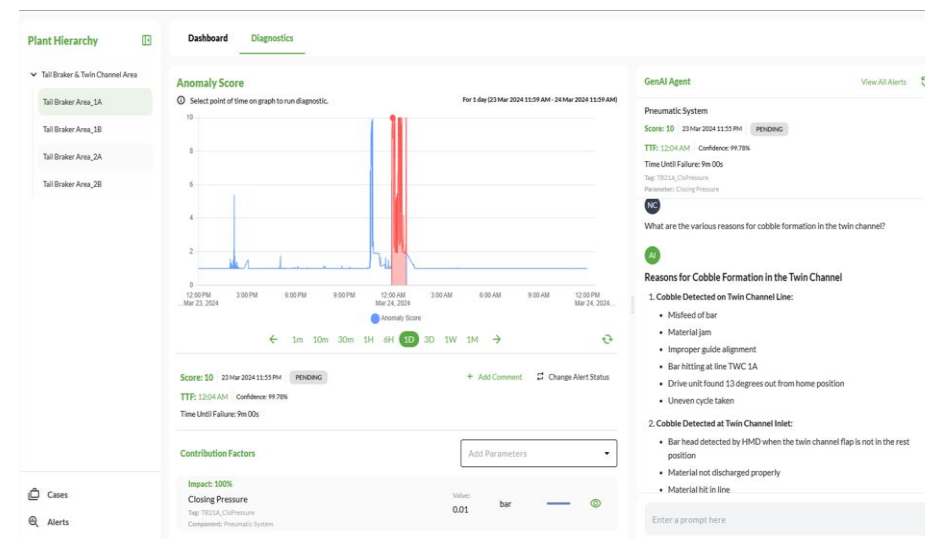 Plant Hierarchy
Tail Braker & Twin Channel Area
Tail Braker Area_1A
Tail Braker Area_1B
Tail Braker Area_2A
Tail Braker Area_2B
Cases
Alerts
Dashboard
Diagnostics
Anomaly Score
Select point of time on graph to run diagnostic.
For 1 day (23 Mar 2024 11:59 AM - 24 Mar 2024 11:59 AM)
10
8
6
4
2
0
12:00 PM 3:00 PM 6:00 PM 9:00 PM 12:00 AM 3:00 AM 6:00 AM 9:00 AM 12:00 PM
...Mar 23, 2024 Mar 24, 2024 Mar 24, 2024...
Anomaly Score
1m 10m 30m 1H 6H 1D 3D 1W 1M
Score: 10 23 Mar 2024 11:55 PM PENDING
+ Add Comment Change Alert Status
TTF: 12:04 AM Confidence: 99.78%
Time Until Failure: 9m 00s
Contribution Factors
Add Parameters
Impact: 100%
Closing Pressure
Tag: TB21A_ClsPressure
Component: Pneumatic System
Value:
0.01
bar
GenAI Agent
View All Alerts
Pneumatic System
Score: 10 23 Mar 2024 11:55 PM PENDING
TTF: 12:04 AM Confidence: 99.78%
Time Until Failure: 9m 00s
Tag: TB21A_ClsPressure
Parameter: Closing Pressure
NC
What are the various reasons for cobble formation in the twin channel?
AI
Reasons for Cobble Formation in the Twin Channel
1. Cobble Detected on Twin Channel Line:
• Misfeed of bar
• Material jam
• Improper guide alignment
• Bar hitting at line TWC 1A
• Drive unit found 13 degrees out from home position
• Uneven cycle taken
2. Cobble Detected at Twin Channel Inlet:
• Bar head detected by HMD when the twin channel flap is not in the rest
position
• Material not discharged properly
• Material hit in line
Enter a prompt here